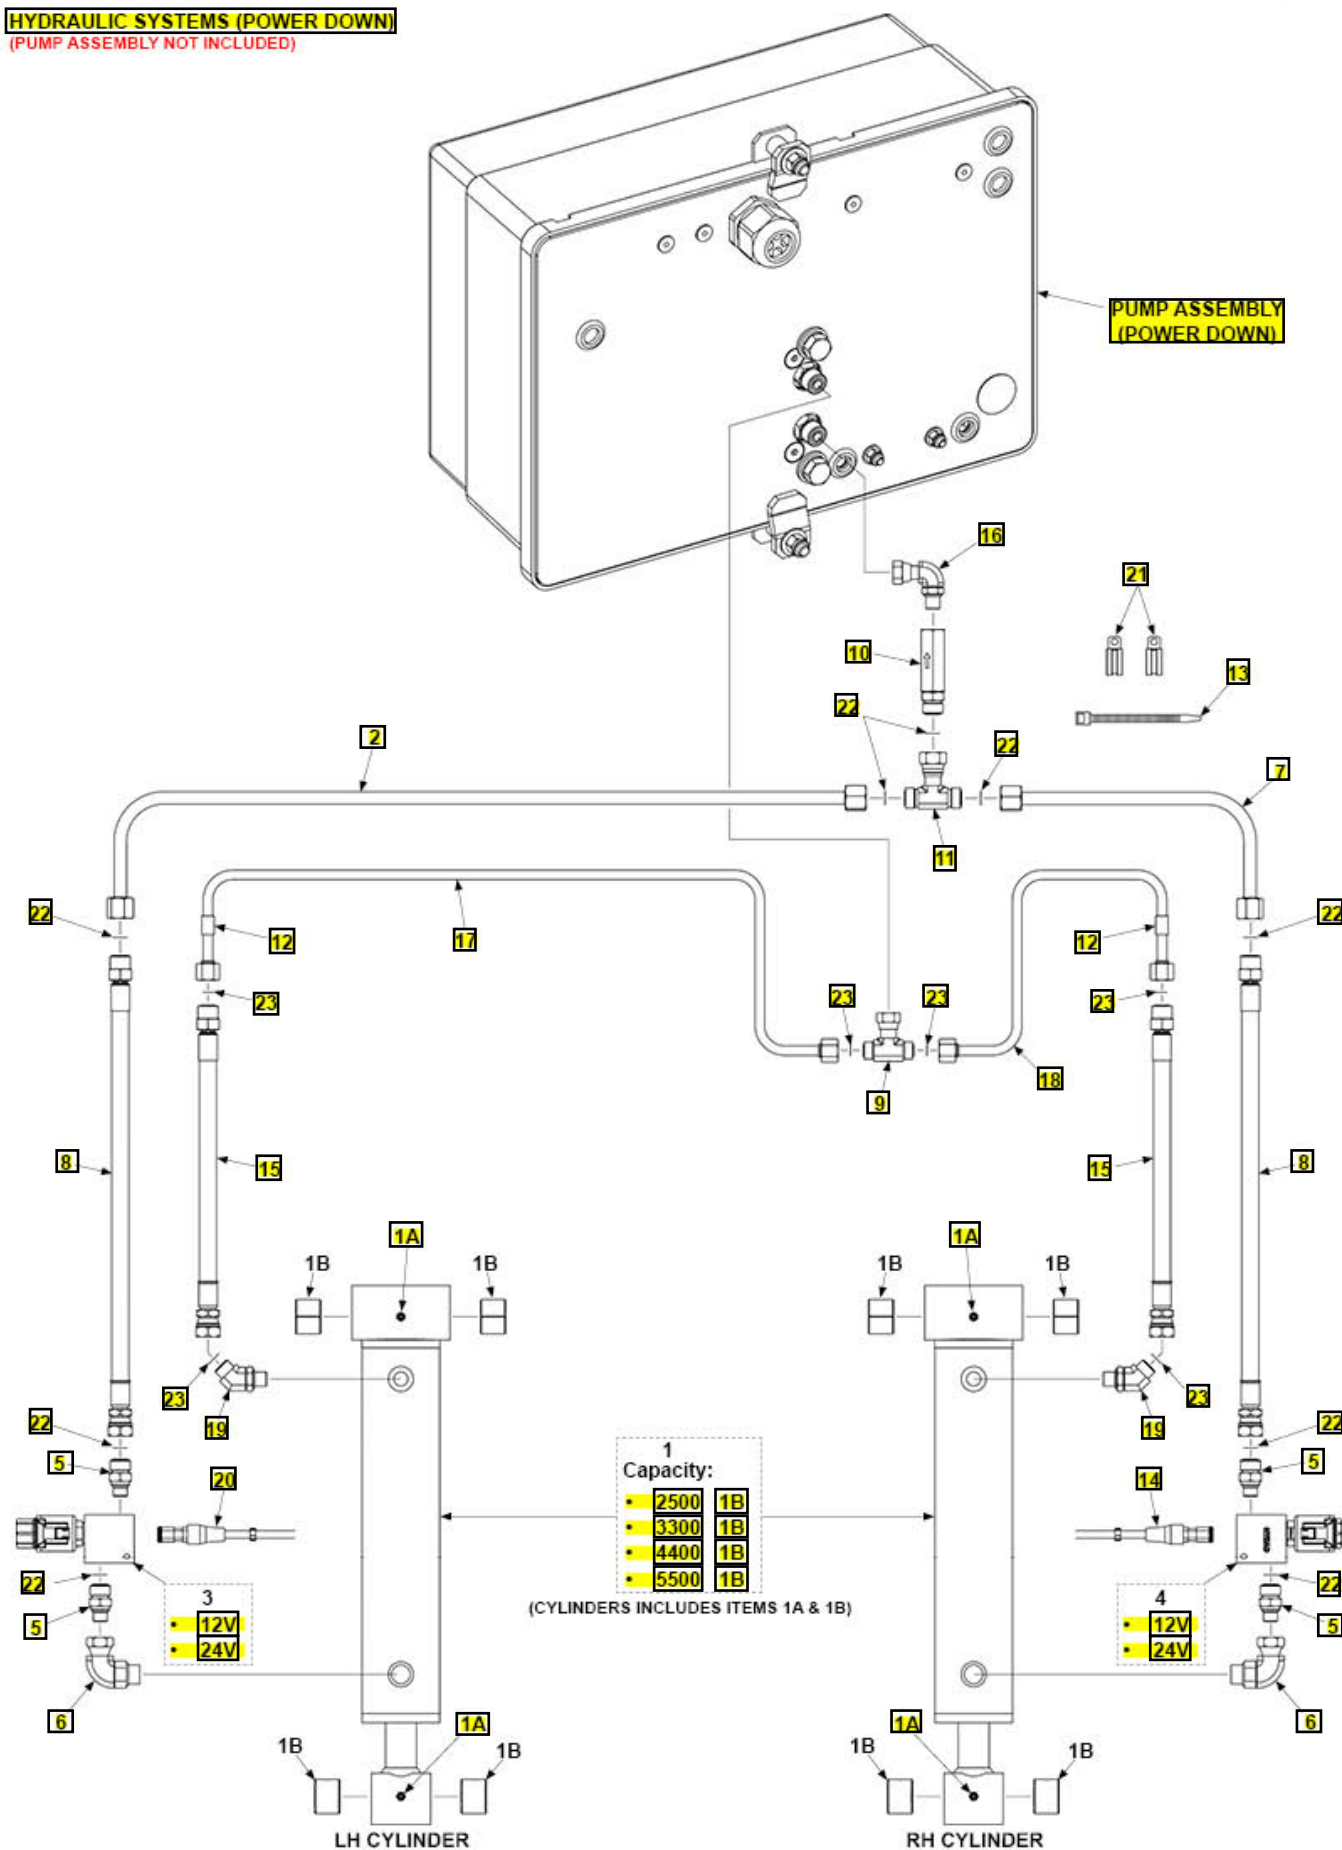 HYDRAULIC SYSTEMS (POWER DOWN)
(PUMP ASSEMBLY NOT INCLUDED)
PUMP ASSEMBLY
(POWER DOWN)
16
21
10
13
22
2
22
7
11
22
12
17
12
22
23
23
23
23
18
9
8
15
15
8
1A
1A
1B
1B
1B
1B
23
19
19
23
22
22
1
Capacity:
• 2500 1B
• 3300 1B
• 4400 1B
• 5500 1B
(CYLINDERS INCLUDES ITEMS 1A & 1B)
5
20
14
5
22
22
3
• 12V
• 24V
4
• 12V
• 24V
5
5
6
6
1A
1A
1B
1B
1B
1B
LH CYLINDER
RH CYLINDER